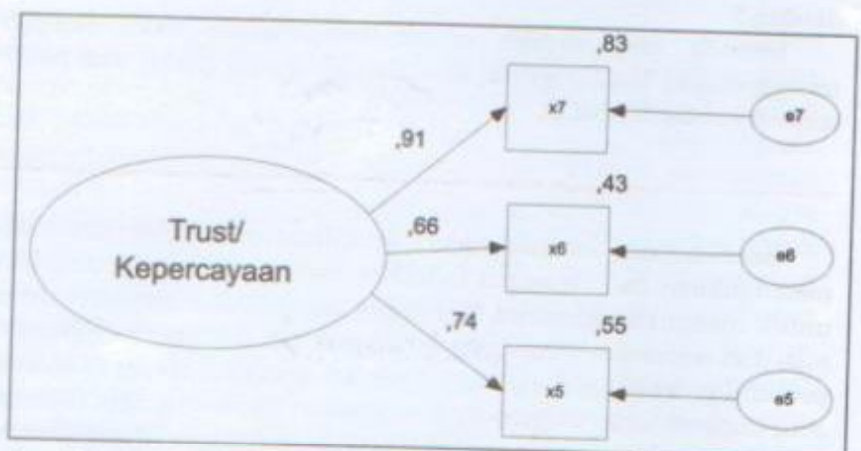 ,83
x7
e7
,91
,43
Trust/
Kepercayaan
,66
x6
e6
,74
,55
x5
e5